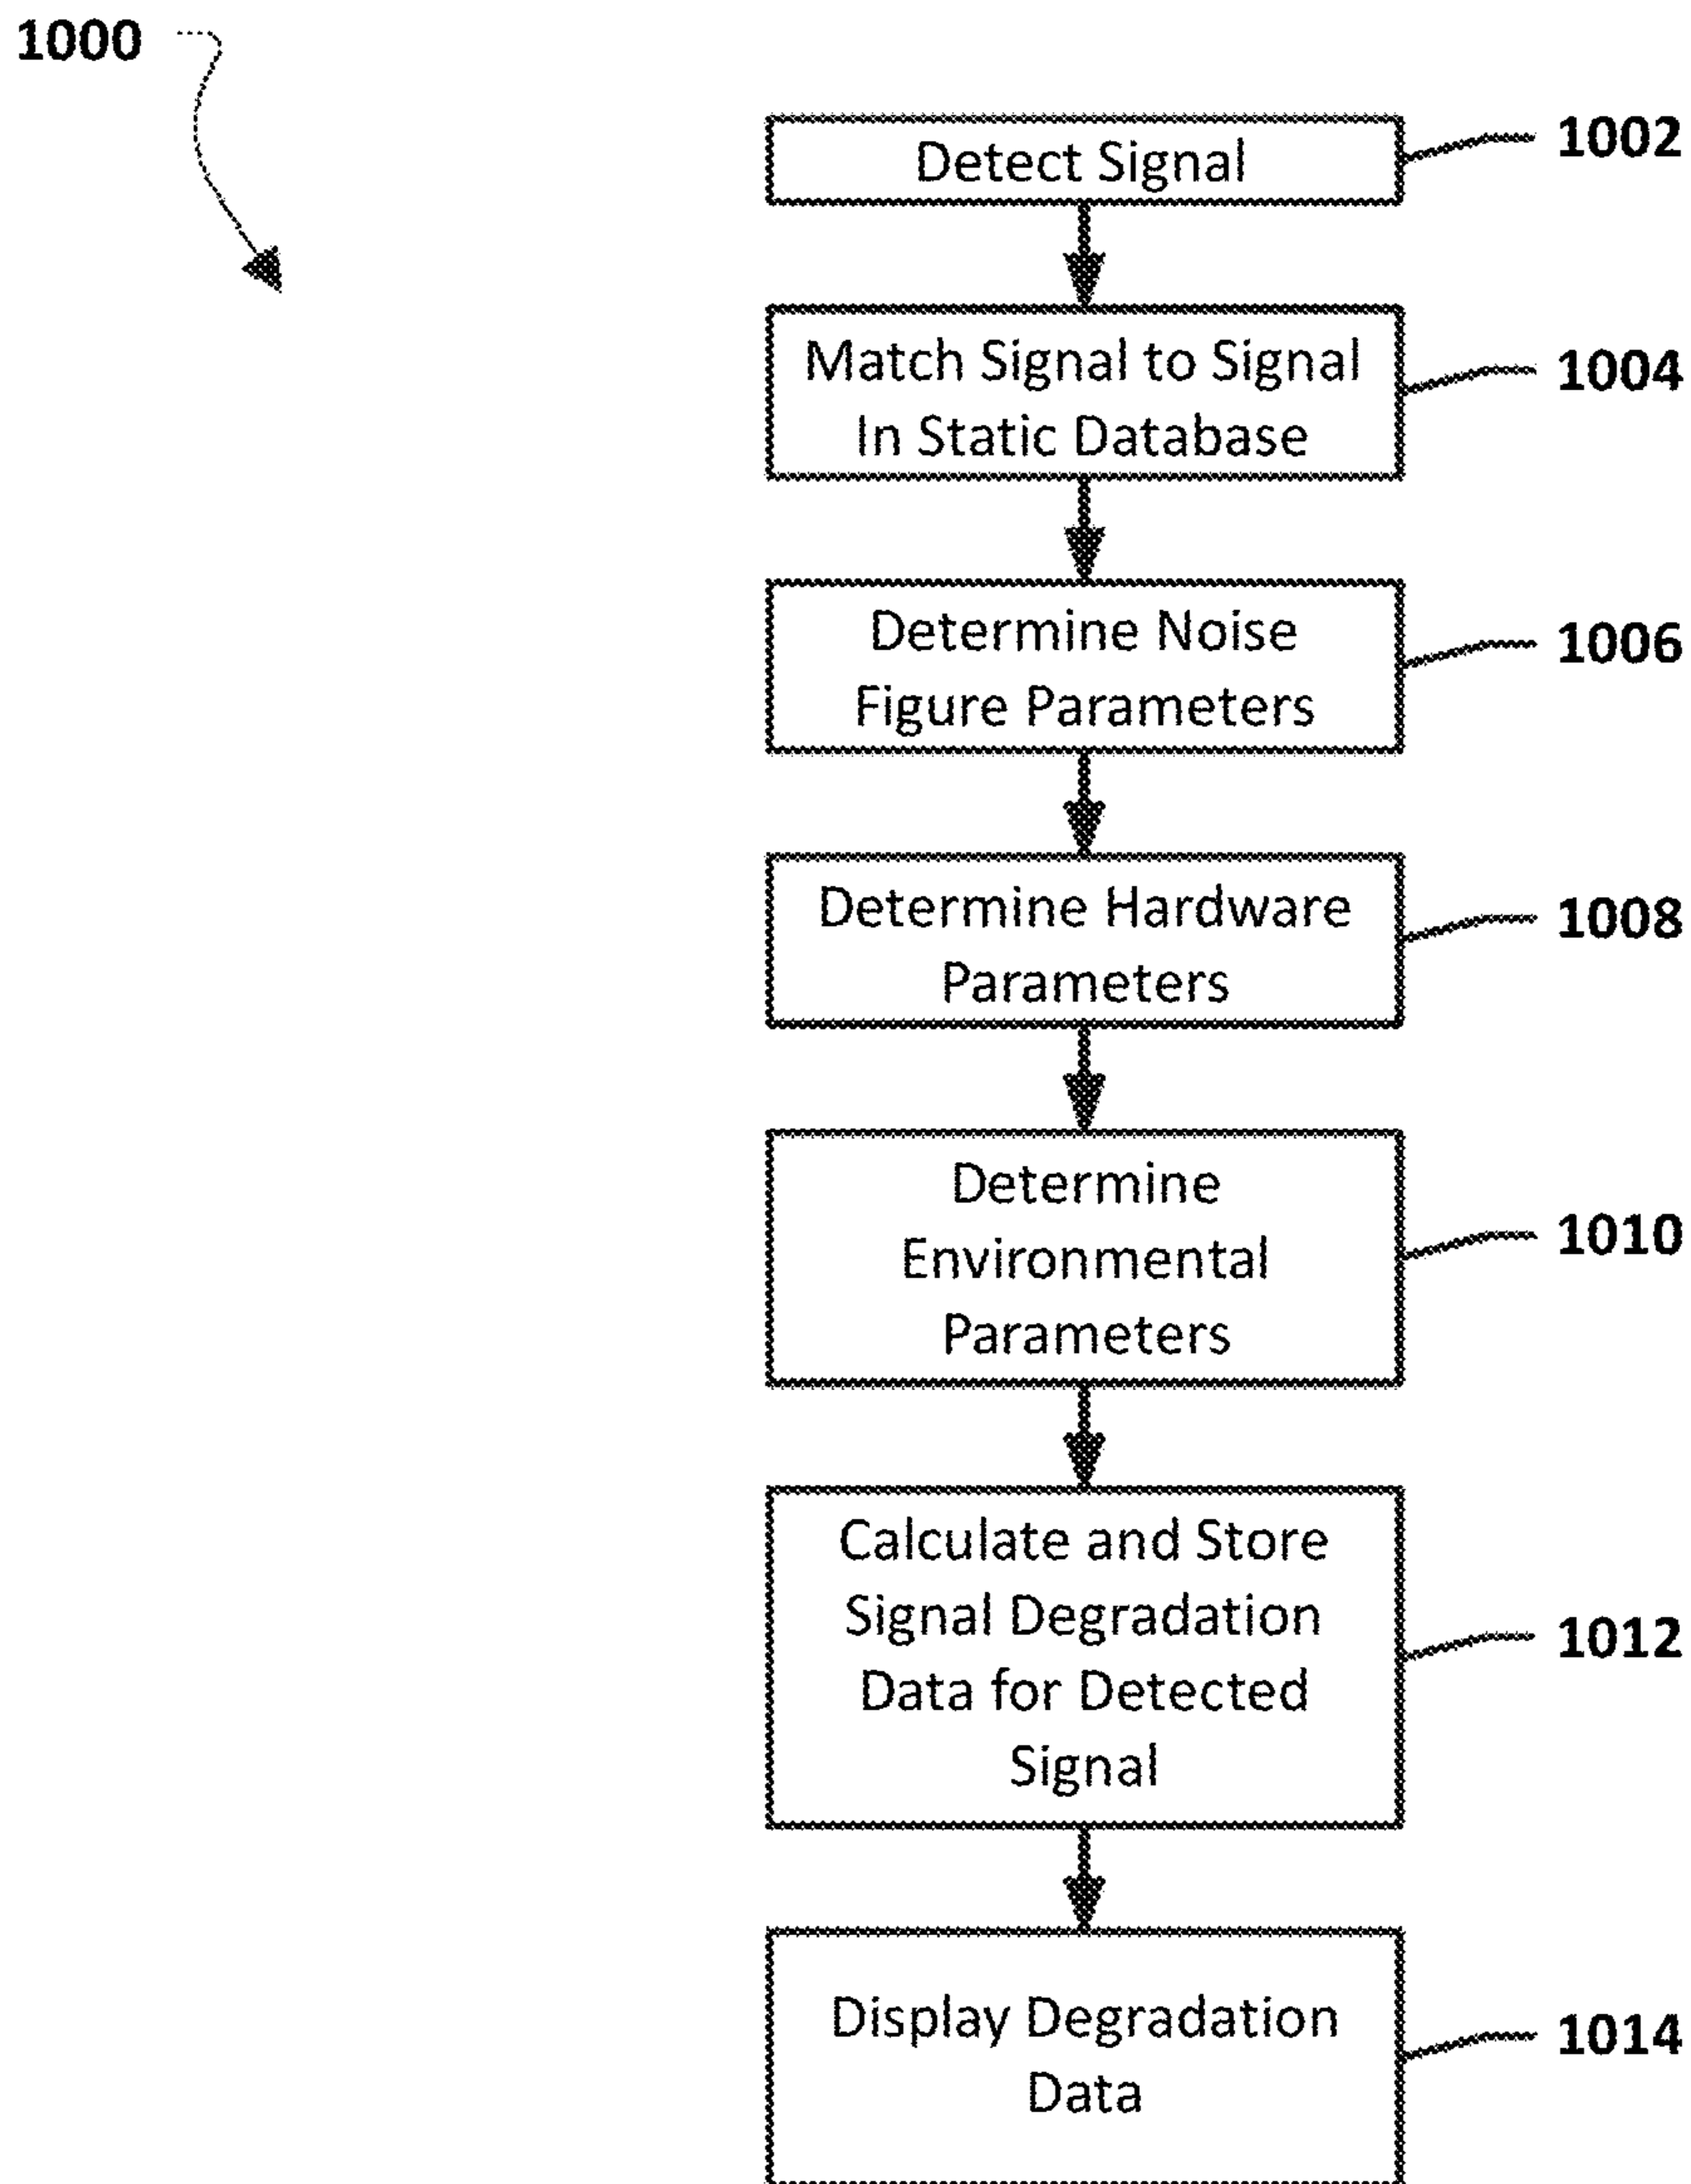 1000
Detect Signal
1002
Match Signal to Signal
In Static Database
1004
Determine Noise
Figure Parameters
1006
Determine Hardware
Parameters
1008
Determine
Environmental
Parameters
1010
Calculate and Store
Signal Degradation
Data for Detected
Signal
1012
Display Degradation
Data
1014